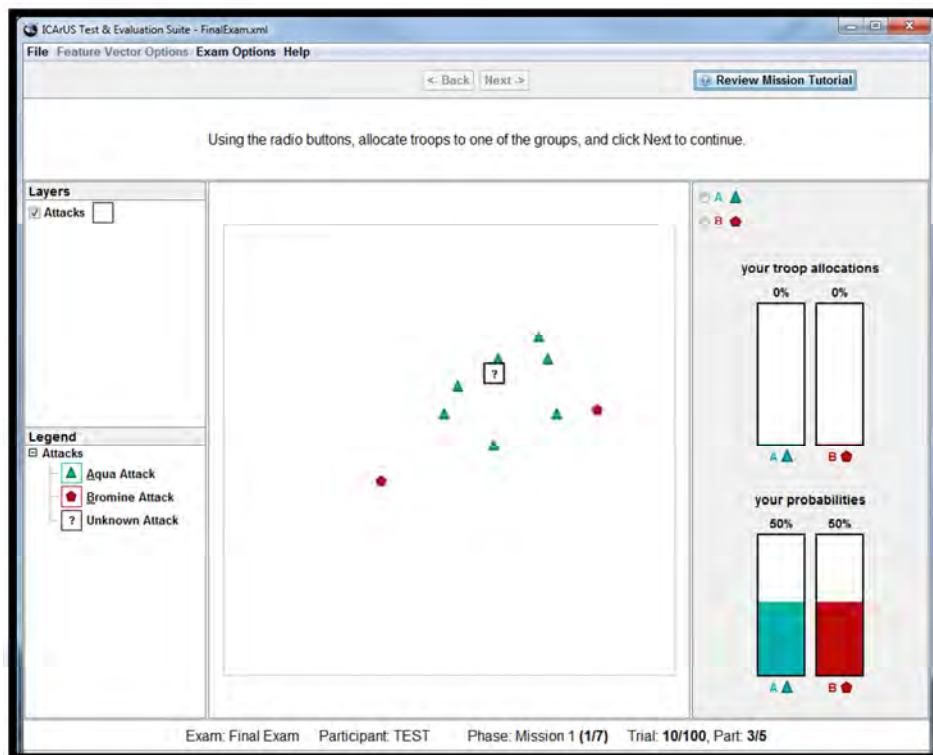 ICArUS Test & Evaluation Suite - FinalExam.xml
File Feature Vector Options Exam Options Help
<- Back Next ->
Review Mission Tutorial
Using the radio buttons, allocate troops to one of the groups, and click Next to continue.
Layers
Attacks
A
B
your troop allocations
0% 0%
?
A B
Legend
Attacks
Aqua Attack
Bromine Attack
? Unknown Attack
your probabilities
50% 50%
A B
Exam: Final Exam Participant: TEST Phase: Mission 1 (1/7) Trial: 10/100, Part: 3/5